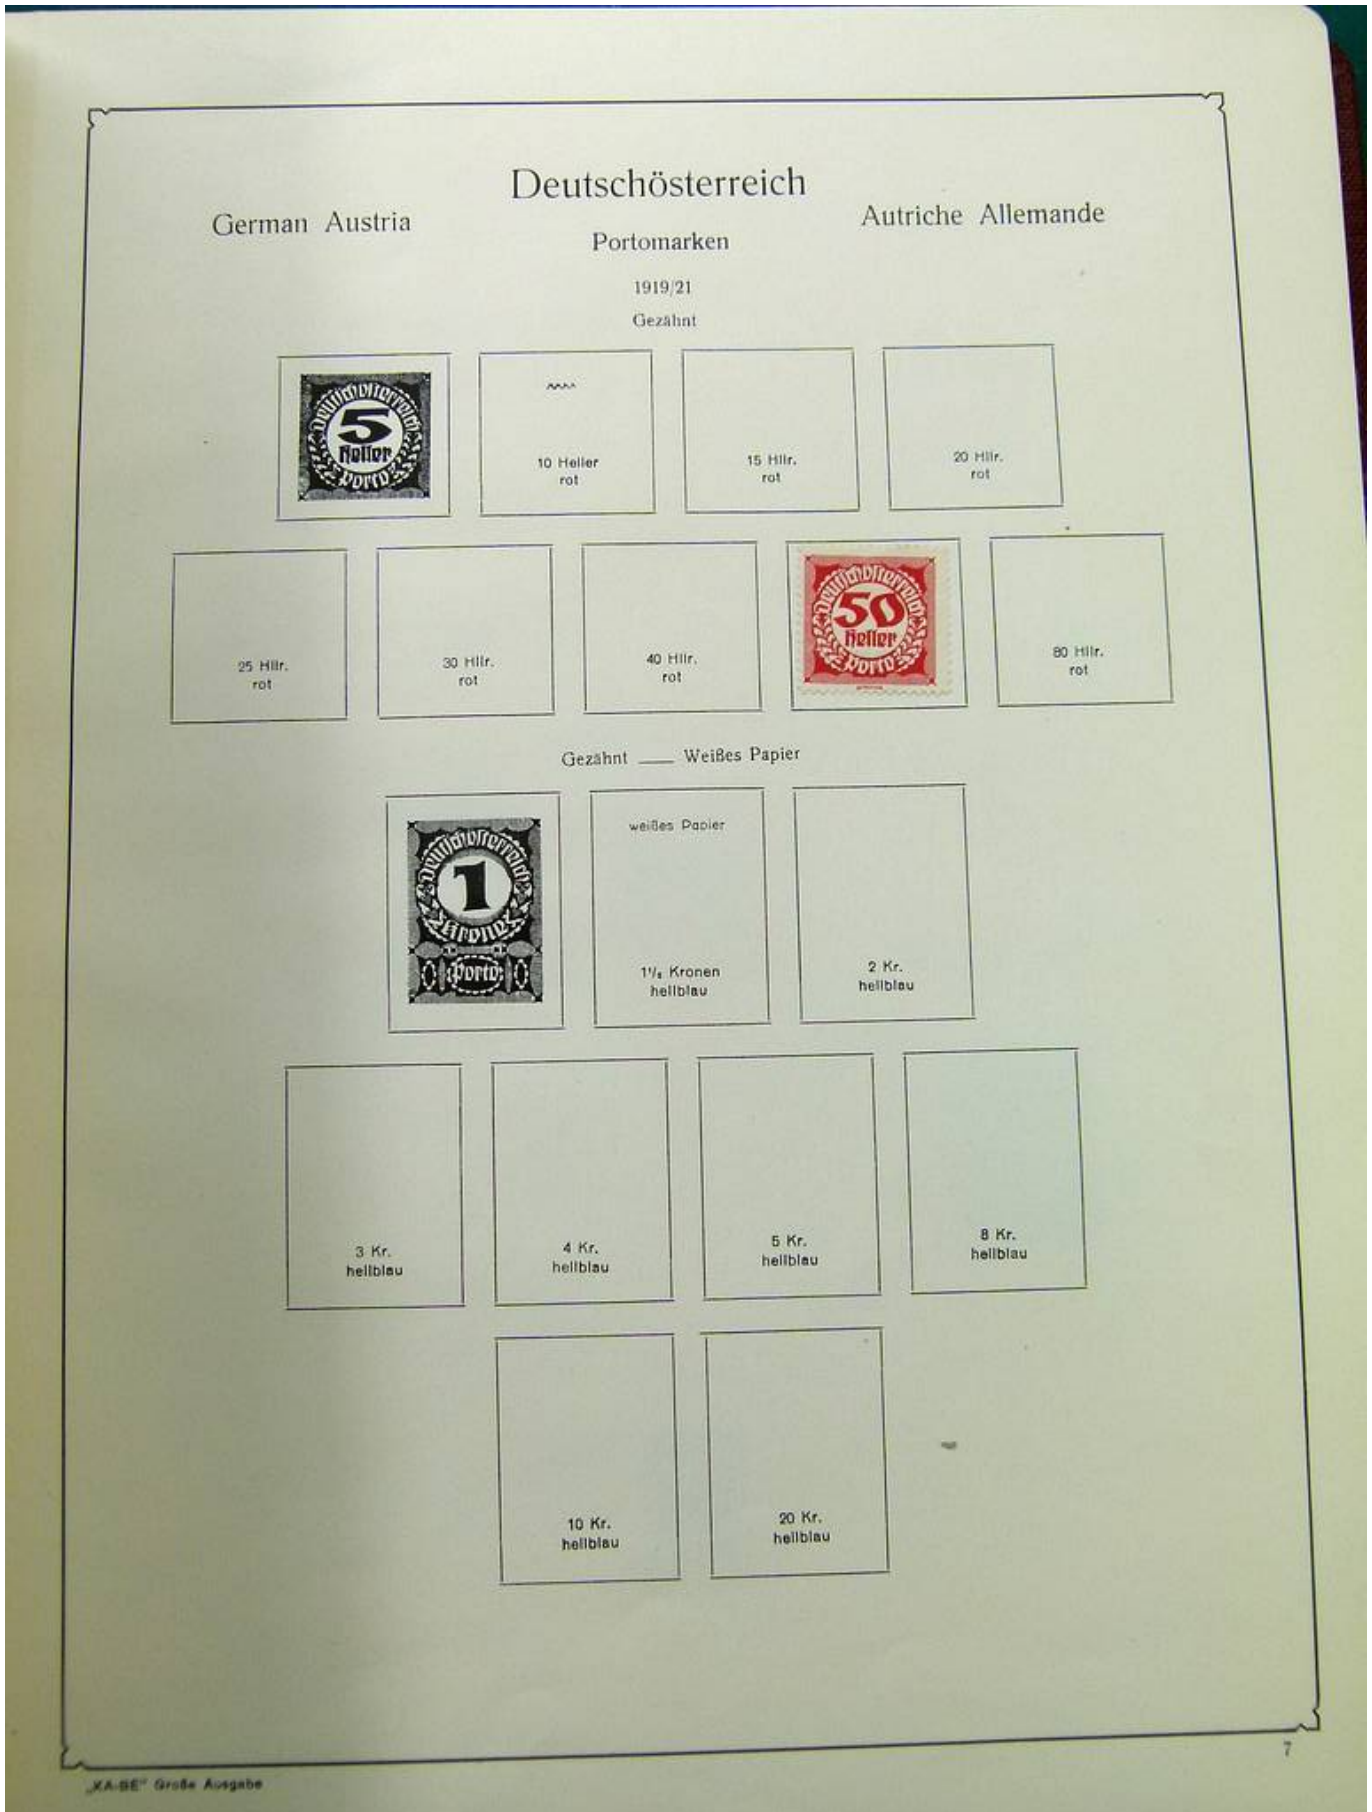 Deutschösterreich
German Austria
Autriche Allemande
Portomarken
1919/21
Gezähnt
Deutschösterreich
5
Heller
Porto
10 Heller
rot
15 Hllr.
rot
20 Hllr.
rot
25 Hllr.
rot
30 Hllr.
rot
40 Hllr.
rot
Deutschösterreich
50
Heller
Porto
80 Hllr.
rot
Gezähnt ___ Weißes Papier
Deutschösterreich
1
Krone
Porto
weißes Papier
1½ Kronen
hellblau
2 Kr.
hellblau
3 Kr.
hellblau
4 Kr.
hellblau
5 Kr.
hellblau
8 Kr.
hellblau
10 Kr.
hellblau
20 Kr.
hellblau
7
„KA-BE" Große Ausgabe